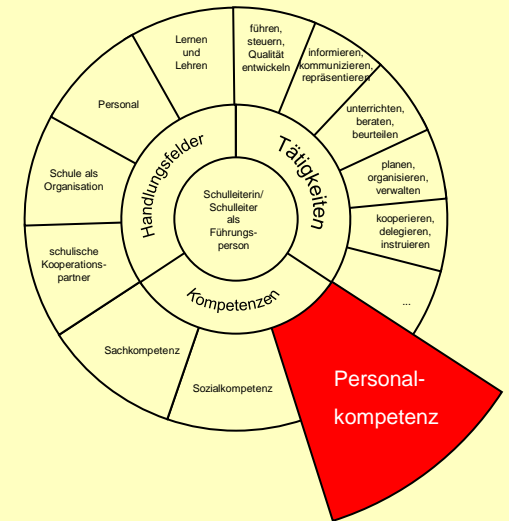 Lernen
und
Lehren
führen,
steuern,
Qualität
entwickeln
informieren,
kommunizieren,
repräsentieren
unterrichten,
beraten,
beurteilen
planen,
organisieren,
verwalten
kooperieren,
delegieren,
instruieren
...
Personal-
kompetenz
Sozialkompetenz
Sachkompetenz
schulische
Kooperations-
partner
Schule als
Organisation
Personal
Handlungsfelder
Tätigkeiten
Kompetenzen
Schulleiterin/
Schulleiter
als
Führungs-
person